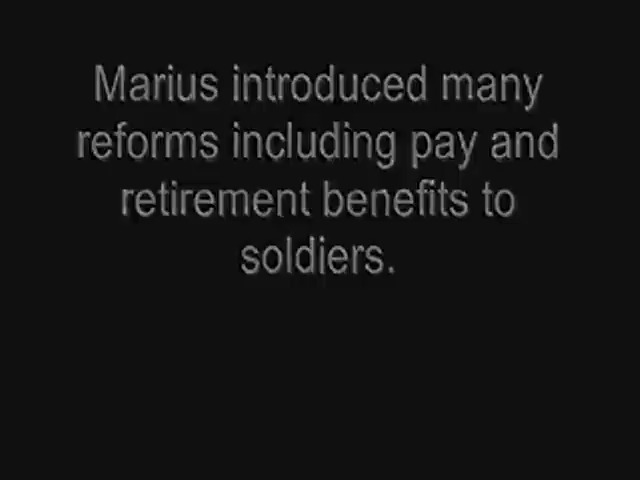 Marius introduced many
reforms including pay and
retirement benefits to
soldiers.